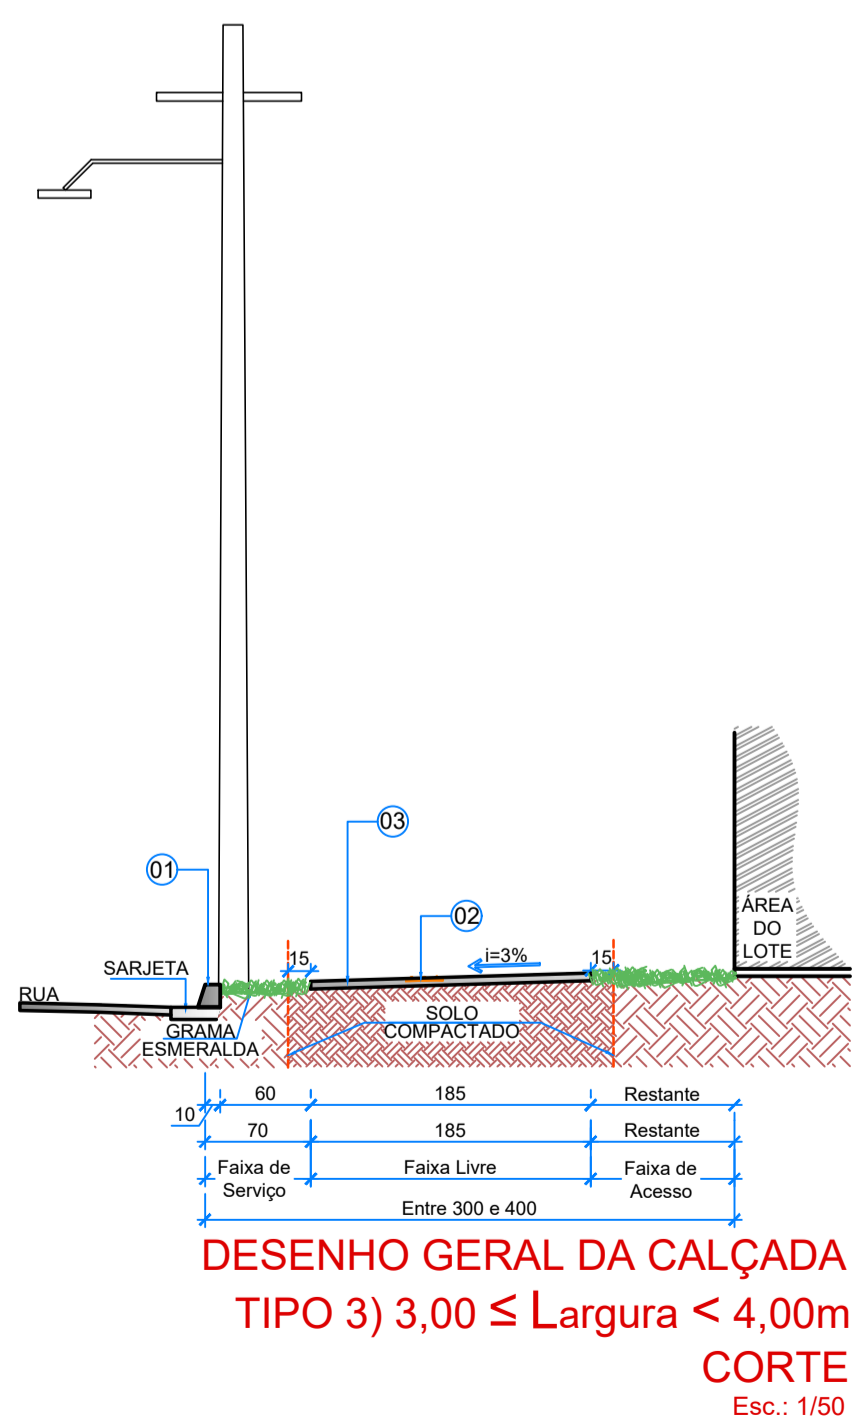 03
01
02
ÁREA
DO
LOTE
15
i=3%
15
SARJETA
RUA
GRAMA
ESMERALDA
SOLO
COMPACTADO
60
185
Restante
10
70
185
Restante
Faixa de
Serviço
Faixa Livre
Faixa de
Acesso
Entre 300 e 400
DESENHO GERAL DA CALÇADA
TIPO 3) 3,00 ≤ Largura < 4,00m
CORTE
Esc.: 1/50